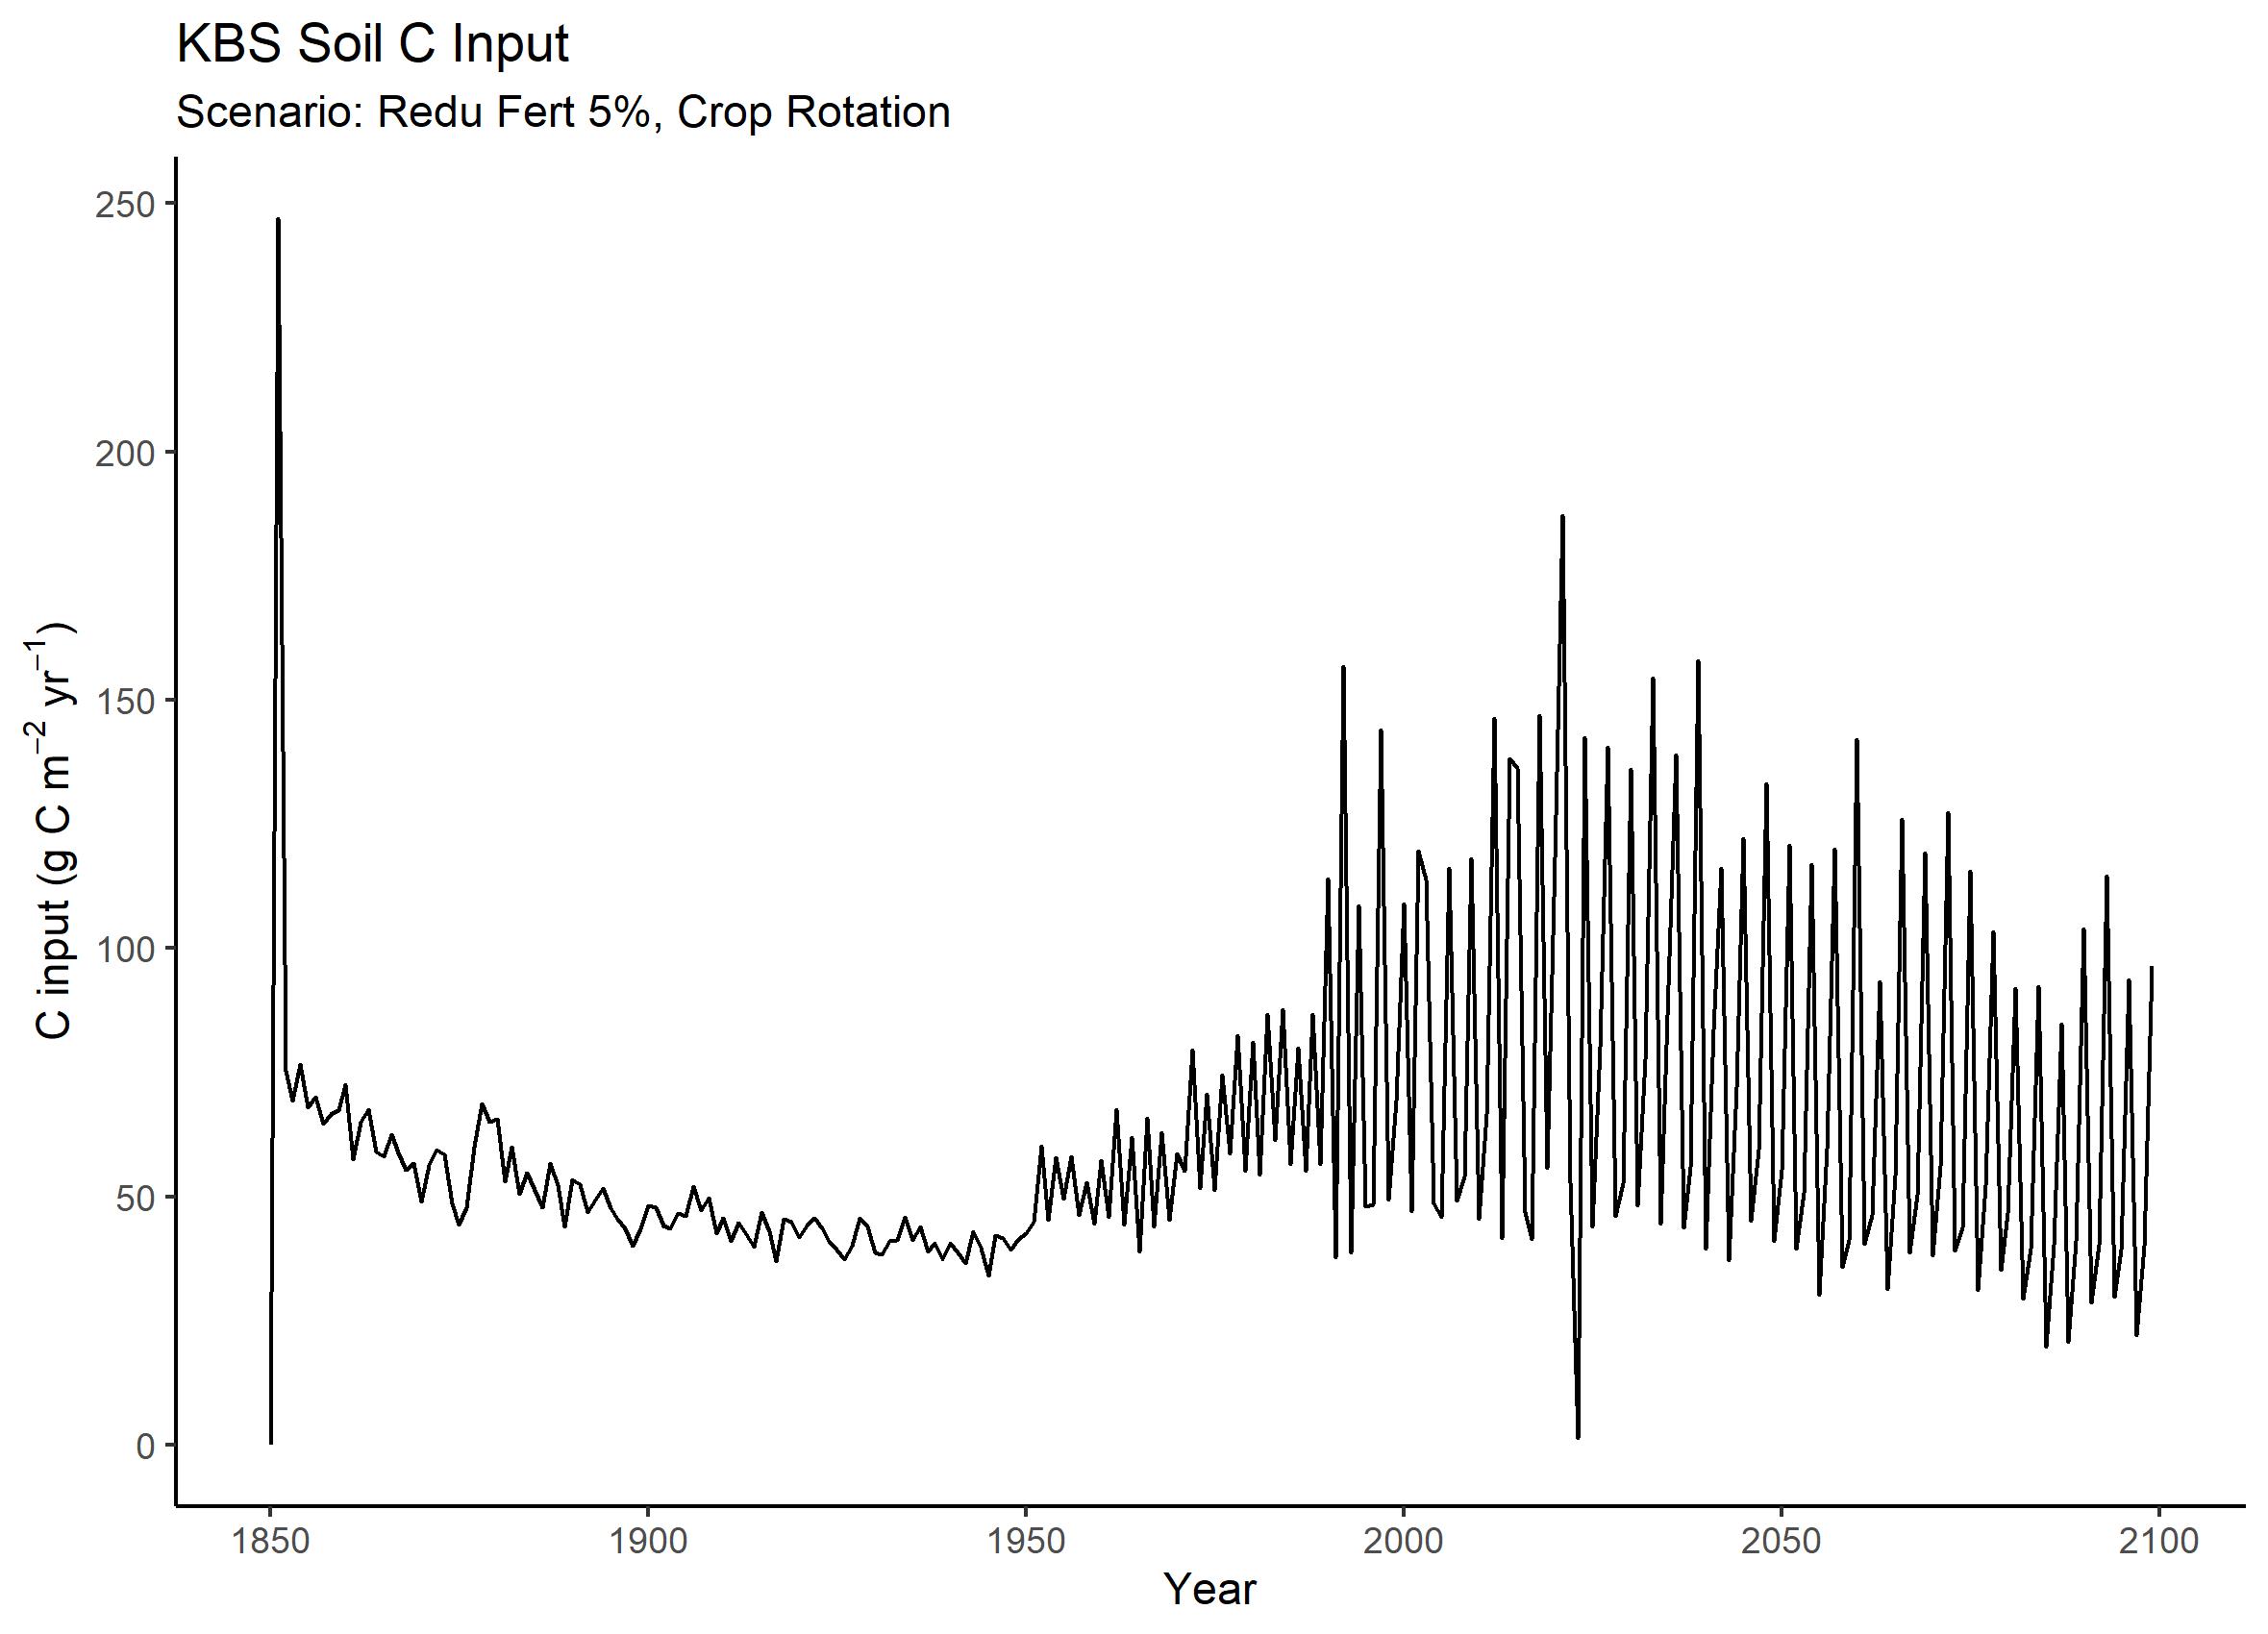 KBS Soil C Input
Scenario: Redu Fert 5%, Crop Rotation
250
200
150
100
50
0
C input (g C m⁻² yr⁻¹)
1850 1900 1950 2000 2050 2100
Year